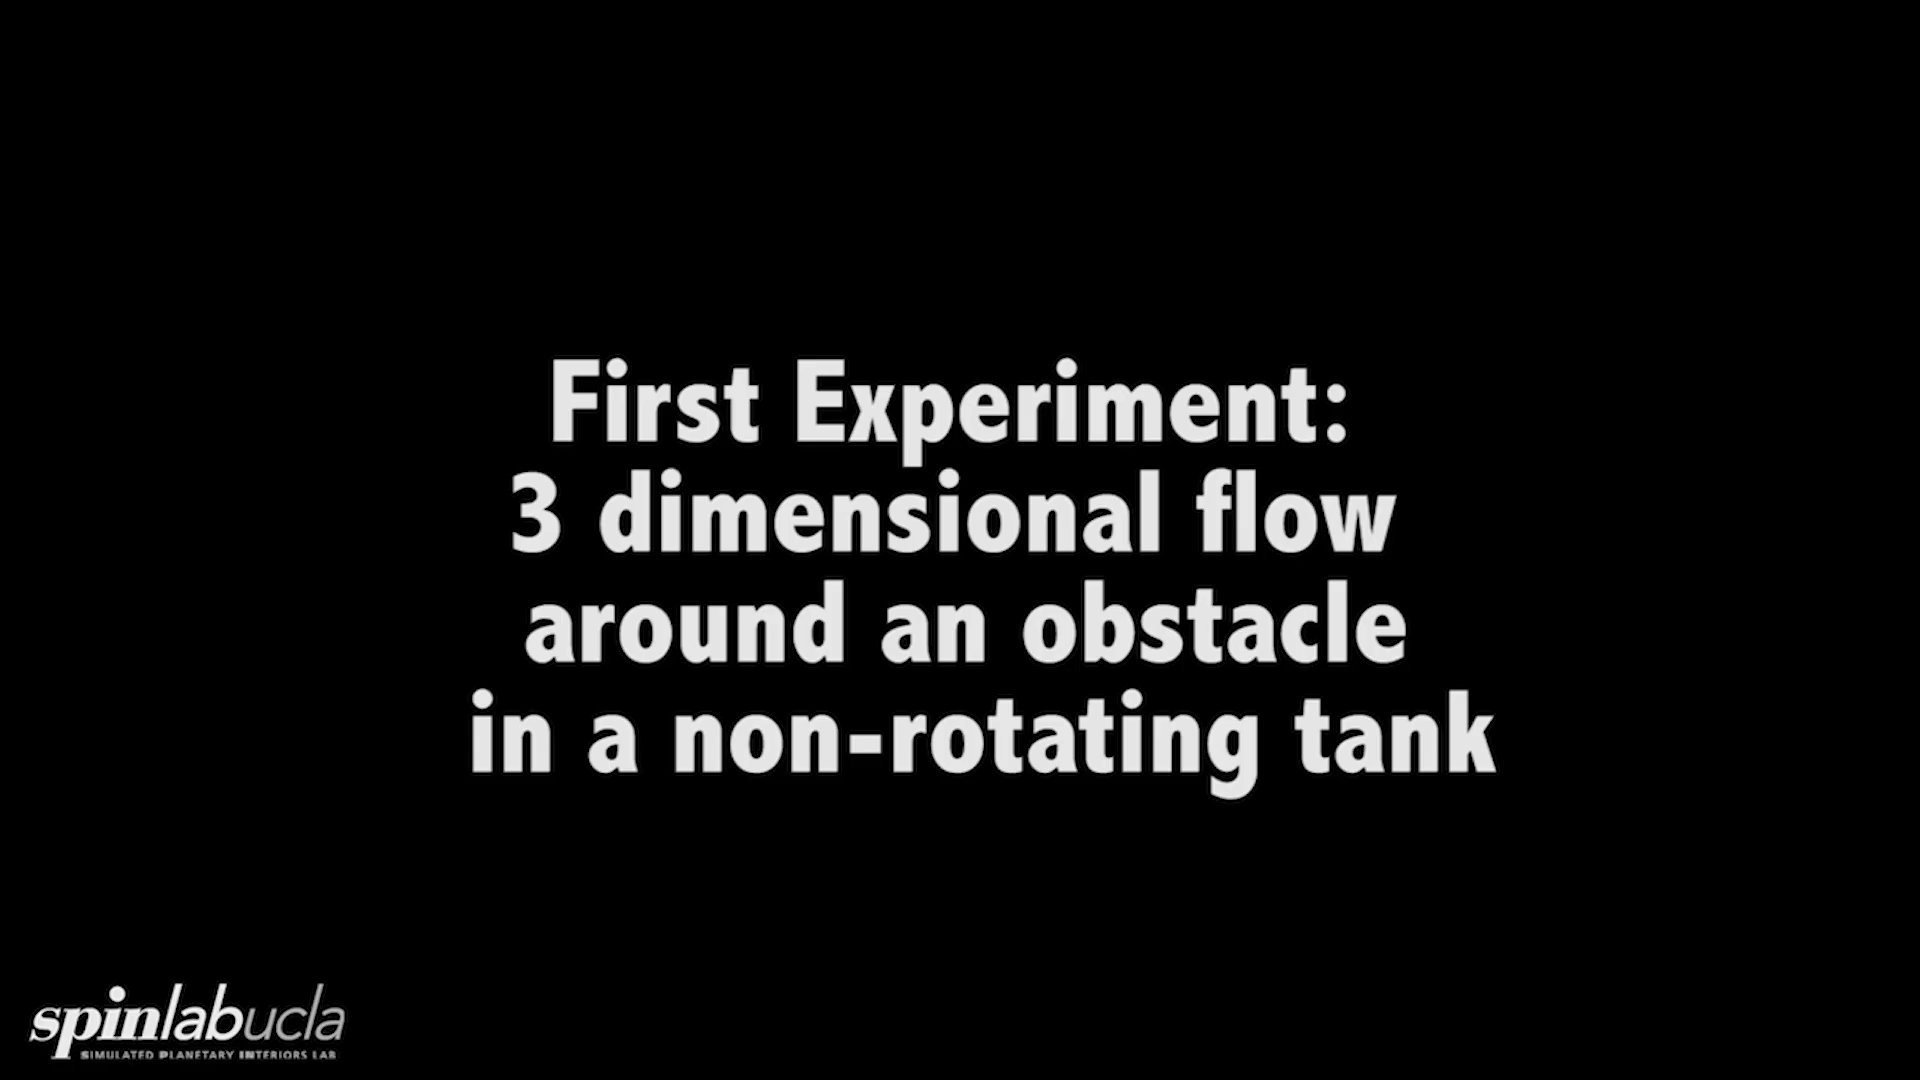 First Experiment:
3 dimensional flow
around an obstacle
in a non-rotating tank
spinlabucla
SIMULATED PLANETARY INTERIORS LAB